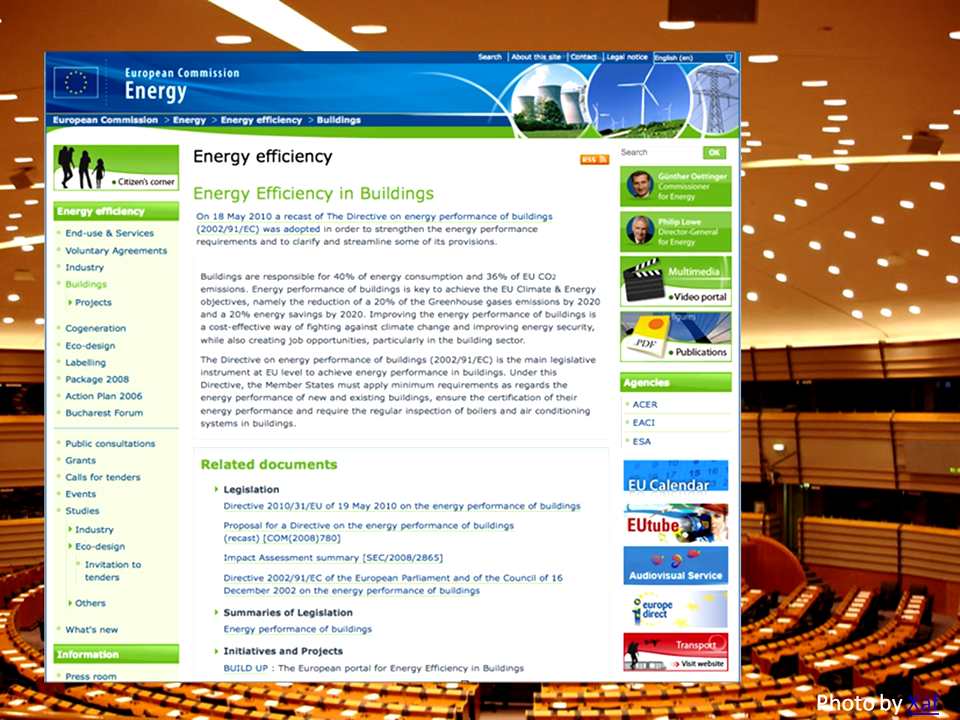 Search | About this site | Contact | Legal notice English (en)
European Commission
Energy
European Commission > Energy > Energy efficiency > Buildings
Citizen's corner
Energy efficiency
End-use & Services
Voluntary Agreements
Industry
Buildings
Projects
Cogeneration
Eco-design
Labelling
Package 2008
Action Plan 2006
Bucharest Forum
Public consultations
Grants
Calls for tenders
Events
Studies
Industry
Eco-design
Invitation to
tenders
Others
What's new
Information
Press room
Energy efficiency
RSS
Energy Efficiency in Buildings
On 18 May 2010 a recast of The Directive on energy performance of buildings
(2002/91/EC) was adopted in order to strengthen the energy performance
requirements and to clarify and streamline some of its provisions.
Buildings are responsible for 40% of energy consumption and 36% of EU CO2
emissions. Energy performance of buildings is key to achieve the EU Climate & Energy
objectives, namely the reduction of a 20% of the Greenhouse gases emissions by 2020
and a 20% energy savings by 2020. Improving the energy performance of buildings is
a cost-effective way of fighting against climate change and improving energy security,
while also creating job opportunities, particularly in the building sector.
The Directive on energy performance of buildings (2002/91/EC) is the main legislative
instrument at EU level to achieve energy performance in buildings. Under this
Directive, the Member States must apply minimum requirements as regards the
energy performance of new and existing buildings, ensure the certification of their
energy performance and require the regular inspection of boilers and air conditioning
systems in buildings.
Related documents
Legislation
Directive 2010/31/EU of 19 May 2010 on the energy performance of buildings
Proposal for a Directive on the energy performance of buildings
(recast) [COM(2008)780]
Impact Assessment summary [SEC/2008/2865]
Directive 2002/91/EC of the European Parliament and of the Council of 16
December 2002 on the energy performance of buildings
Summaries of Legislation
Energy performance of buildings
Initiatives and Projects
BUILD UP : The European portal for Energy Efficiency in Buildings
Search OK
Günther Oettinger
Commissioner
for Energy
Philip Lowe
Director-General
for Energy
Multimedia
Video portal
figures
.PDF
Publications
Agencies
ACER
EACI
ESA
EU Calendar
EUtube
Audiovisual Service
europe
direct
Transport
Visit website
Photo by Xaf